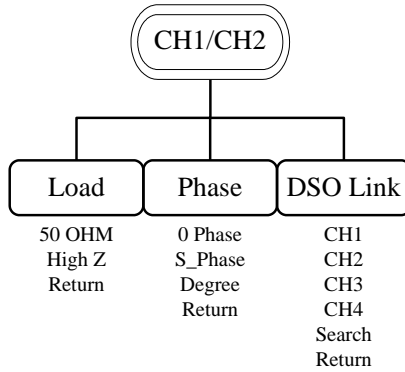 CH1/CH2
Load
50 OHM
High Z
Return
Phase
0 Phase
S_Phase
Degree
Return
DSO Link
CH1
CH2
CH3
CH4
Search
Return